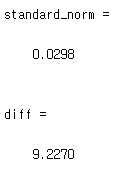 standard_norm =
0.0298
diff =
9.2270